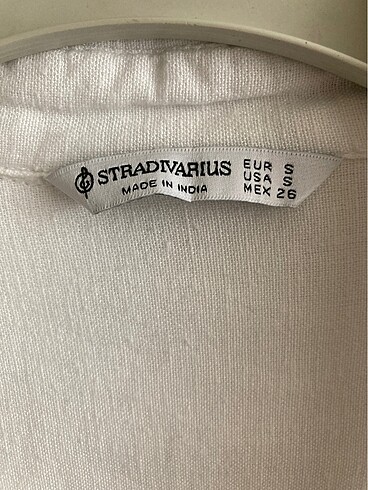 STRADIVARIUS
MADE IN INDIA
EUR S
USA S
MEX 26